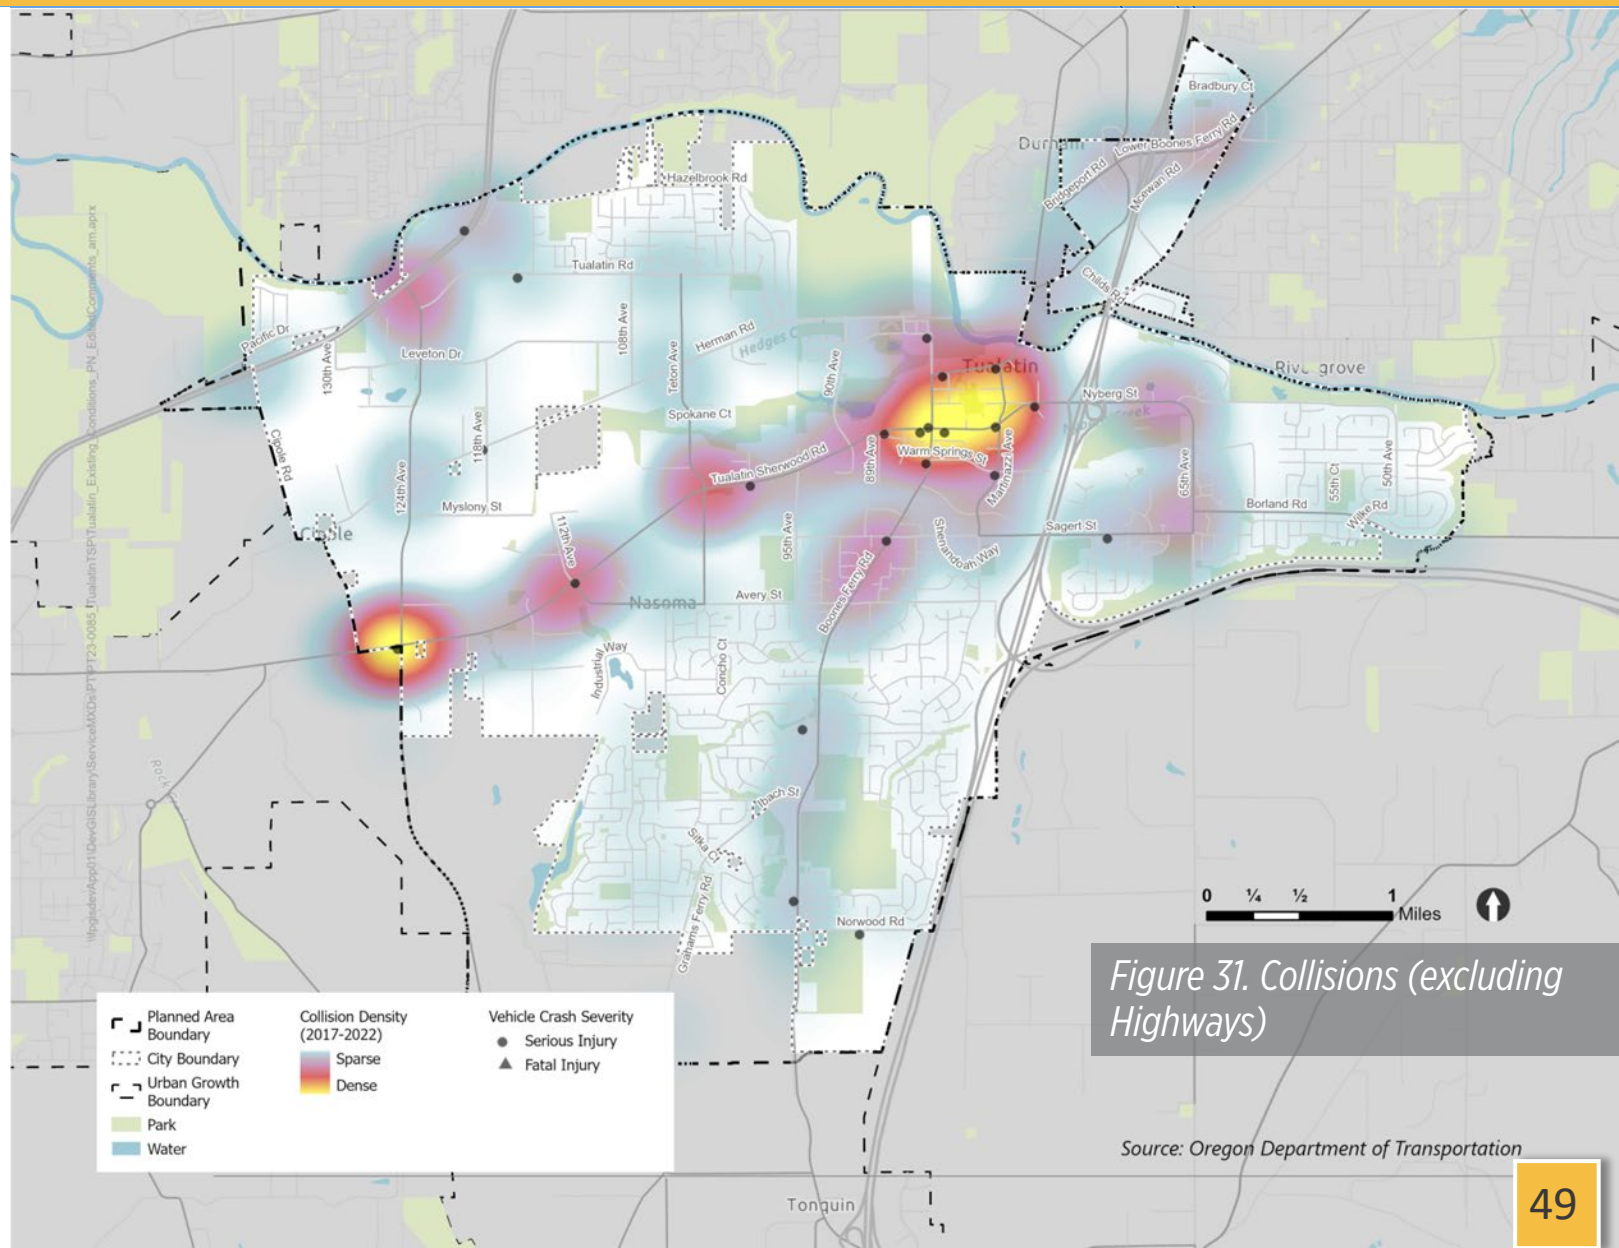 Bradbury Ct
Durham
Lower Boones Ferry Rd
Bridgeport Rd
Mcewan Rd
Hazelbrook Rd
Tualatin Rd
Childs Rd
Pacific Dr
130th Ave
Leveton Dr
108th Ave
Herman Rd
Hedges C
Teton Ave
90th Ave
Tualatin
Rivergrove
Nyberg St
Spokane Ct
118th Ave
Cipole Rd
124th Ave
Tualatin Sherwood Rd
89th Ave
Warm Springs St
Martinazzi Ave
65th Ave
55th Ct
50th Ave
Myslony St
112th Ave
95th Ave
Borland Rd
Wilke Rd
Sagert St
Shenandoah Way
Cipole
Boones Ferry Rd
Nasoma
Avery St
Industrial Way
Concho Ct
Ibach St
Sitka Ct
Grahams Ferry Rd
Norwood Rd
Tonquin
0 ¼ ½ 1
Miles
Figure 31. Collisions (excluding
Highways)
Planned Area
Boundary
City Boundary
Urban Growth
Boundary
Park
Water
Collision Density
(2017-2022)
Sparse
Dense
Vehicle Crash Severity
Serious Injury
Fatal Injury
Source: Oregon Department of Transportation
49